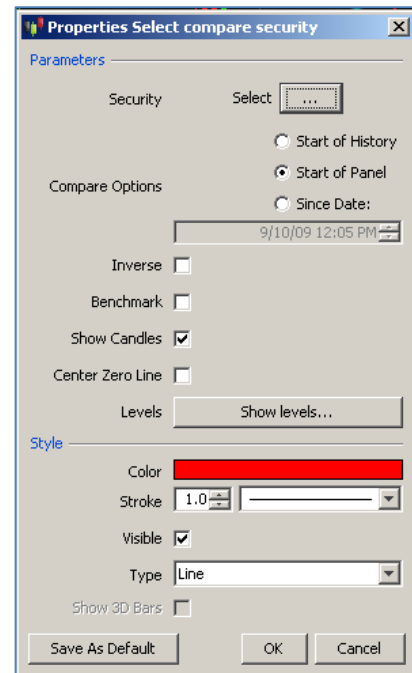 Properties Select compare security
Parameters
Security Select ...
Start of History
Compare Options Start of Panel
Since Date:
9/10/09 12:05 PM
Inverse
Benchmark
Show Candles
Center Zero Line
Levels Show levels...
Style
Color
Stroke 1.0
Visible
Type Line
Show 3D Bars
Save As Default OK Cancel